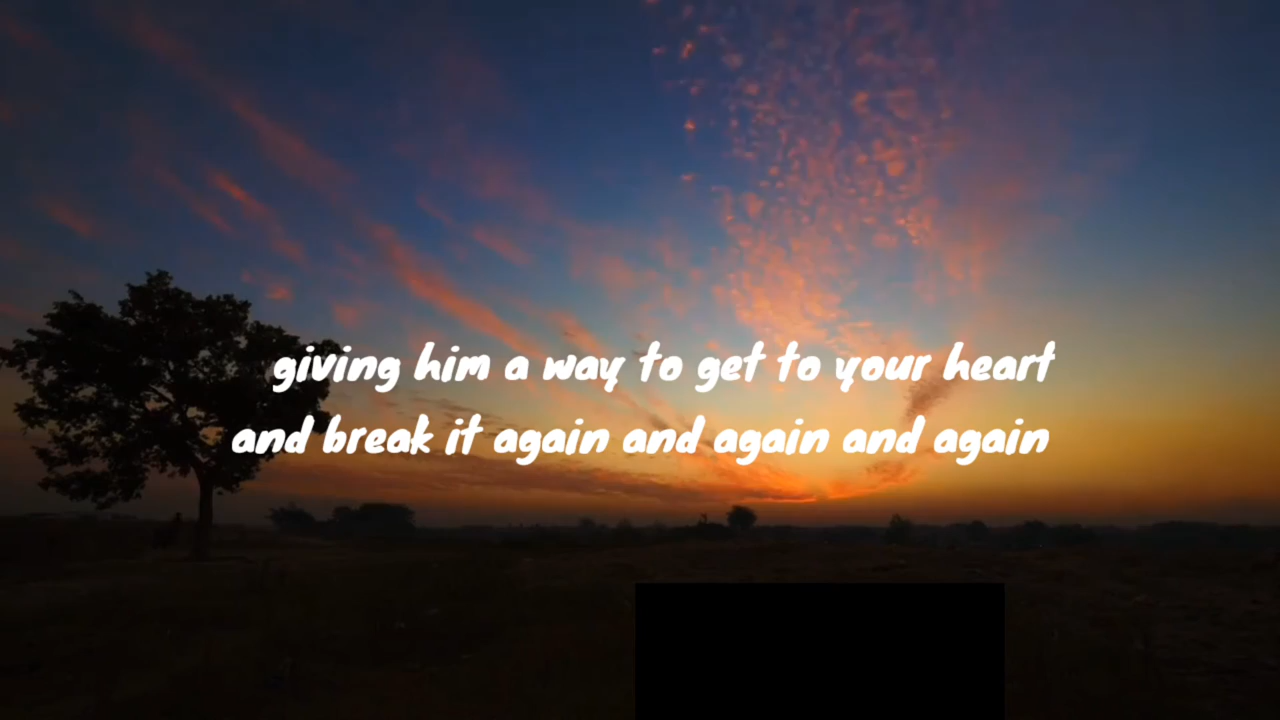 giving him a way to get to your heart
and break it again and again and again